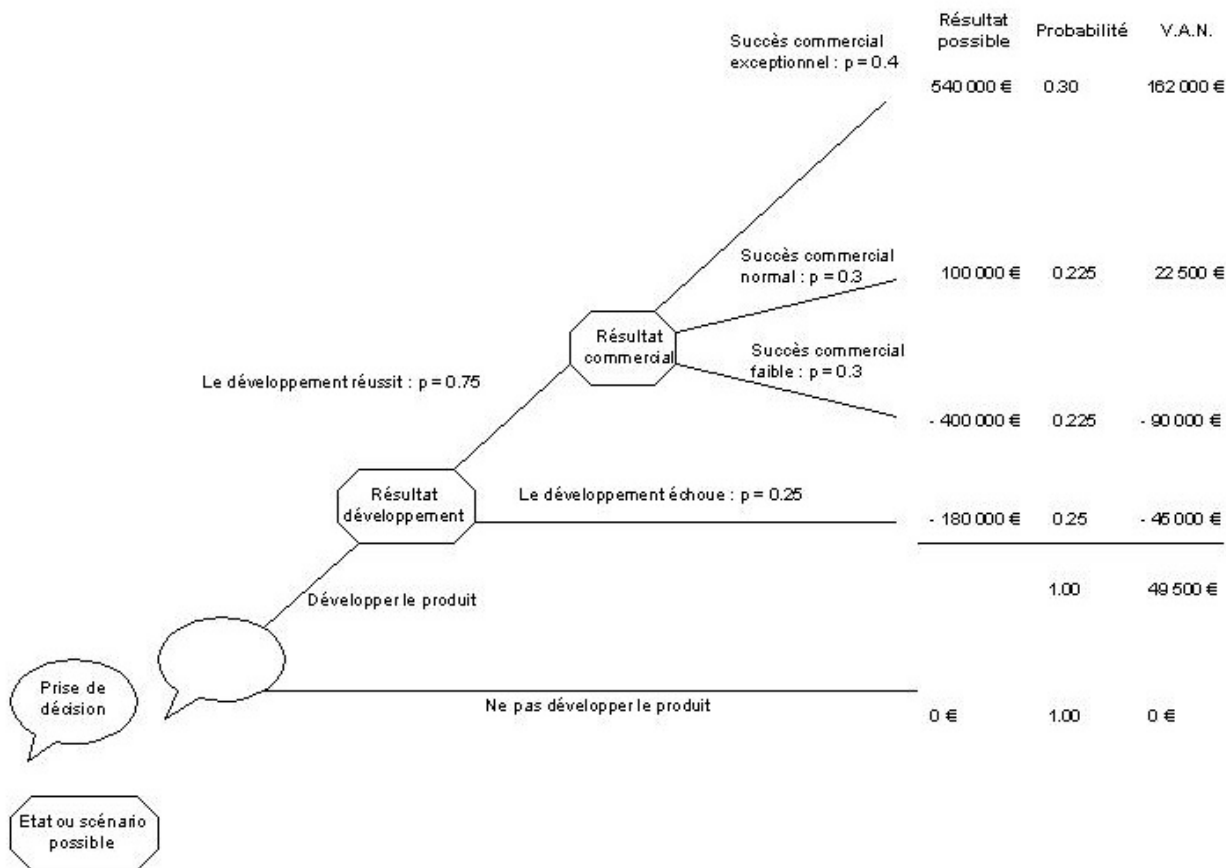 Résultat
possible
Probabilité
V.A.N.
Succès commercial
exceptionnel : p = 0.4
540 000 €
0.30
162 000 €
Succès commercial
normal : p = 0.3
100 000 €
0.225
22 500 €
Résultat
commercial
Succès commercial
faible : p = 0.3
Le développement réussit : p = 0.75
- 400 000 €
0.225
- 90 000 €
Résultat
développement
Le développement échoue : p = 0.25
- 180 000 €
0.25
- 45 000 €
1.00
49 500 €
Développer le produit
Prise de
décision
Ne pas développer le produit
0 €
1.00
0 €
Etat ou scénario
possible